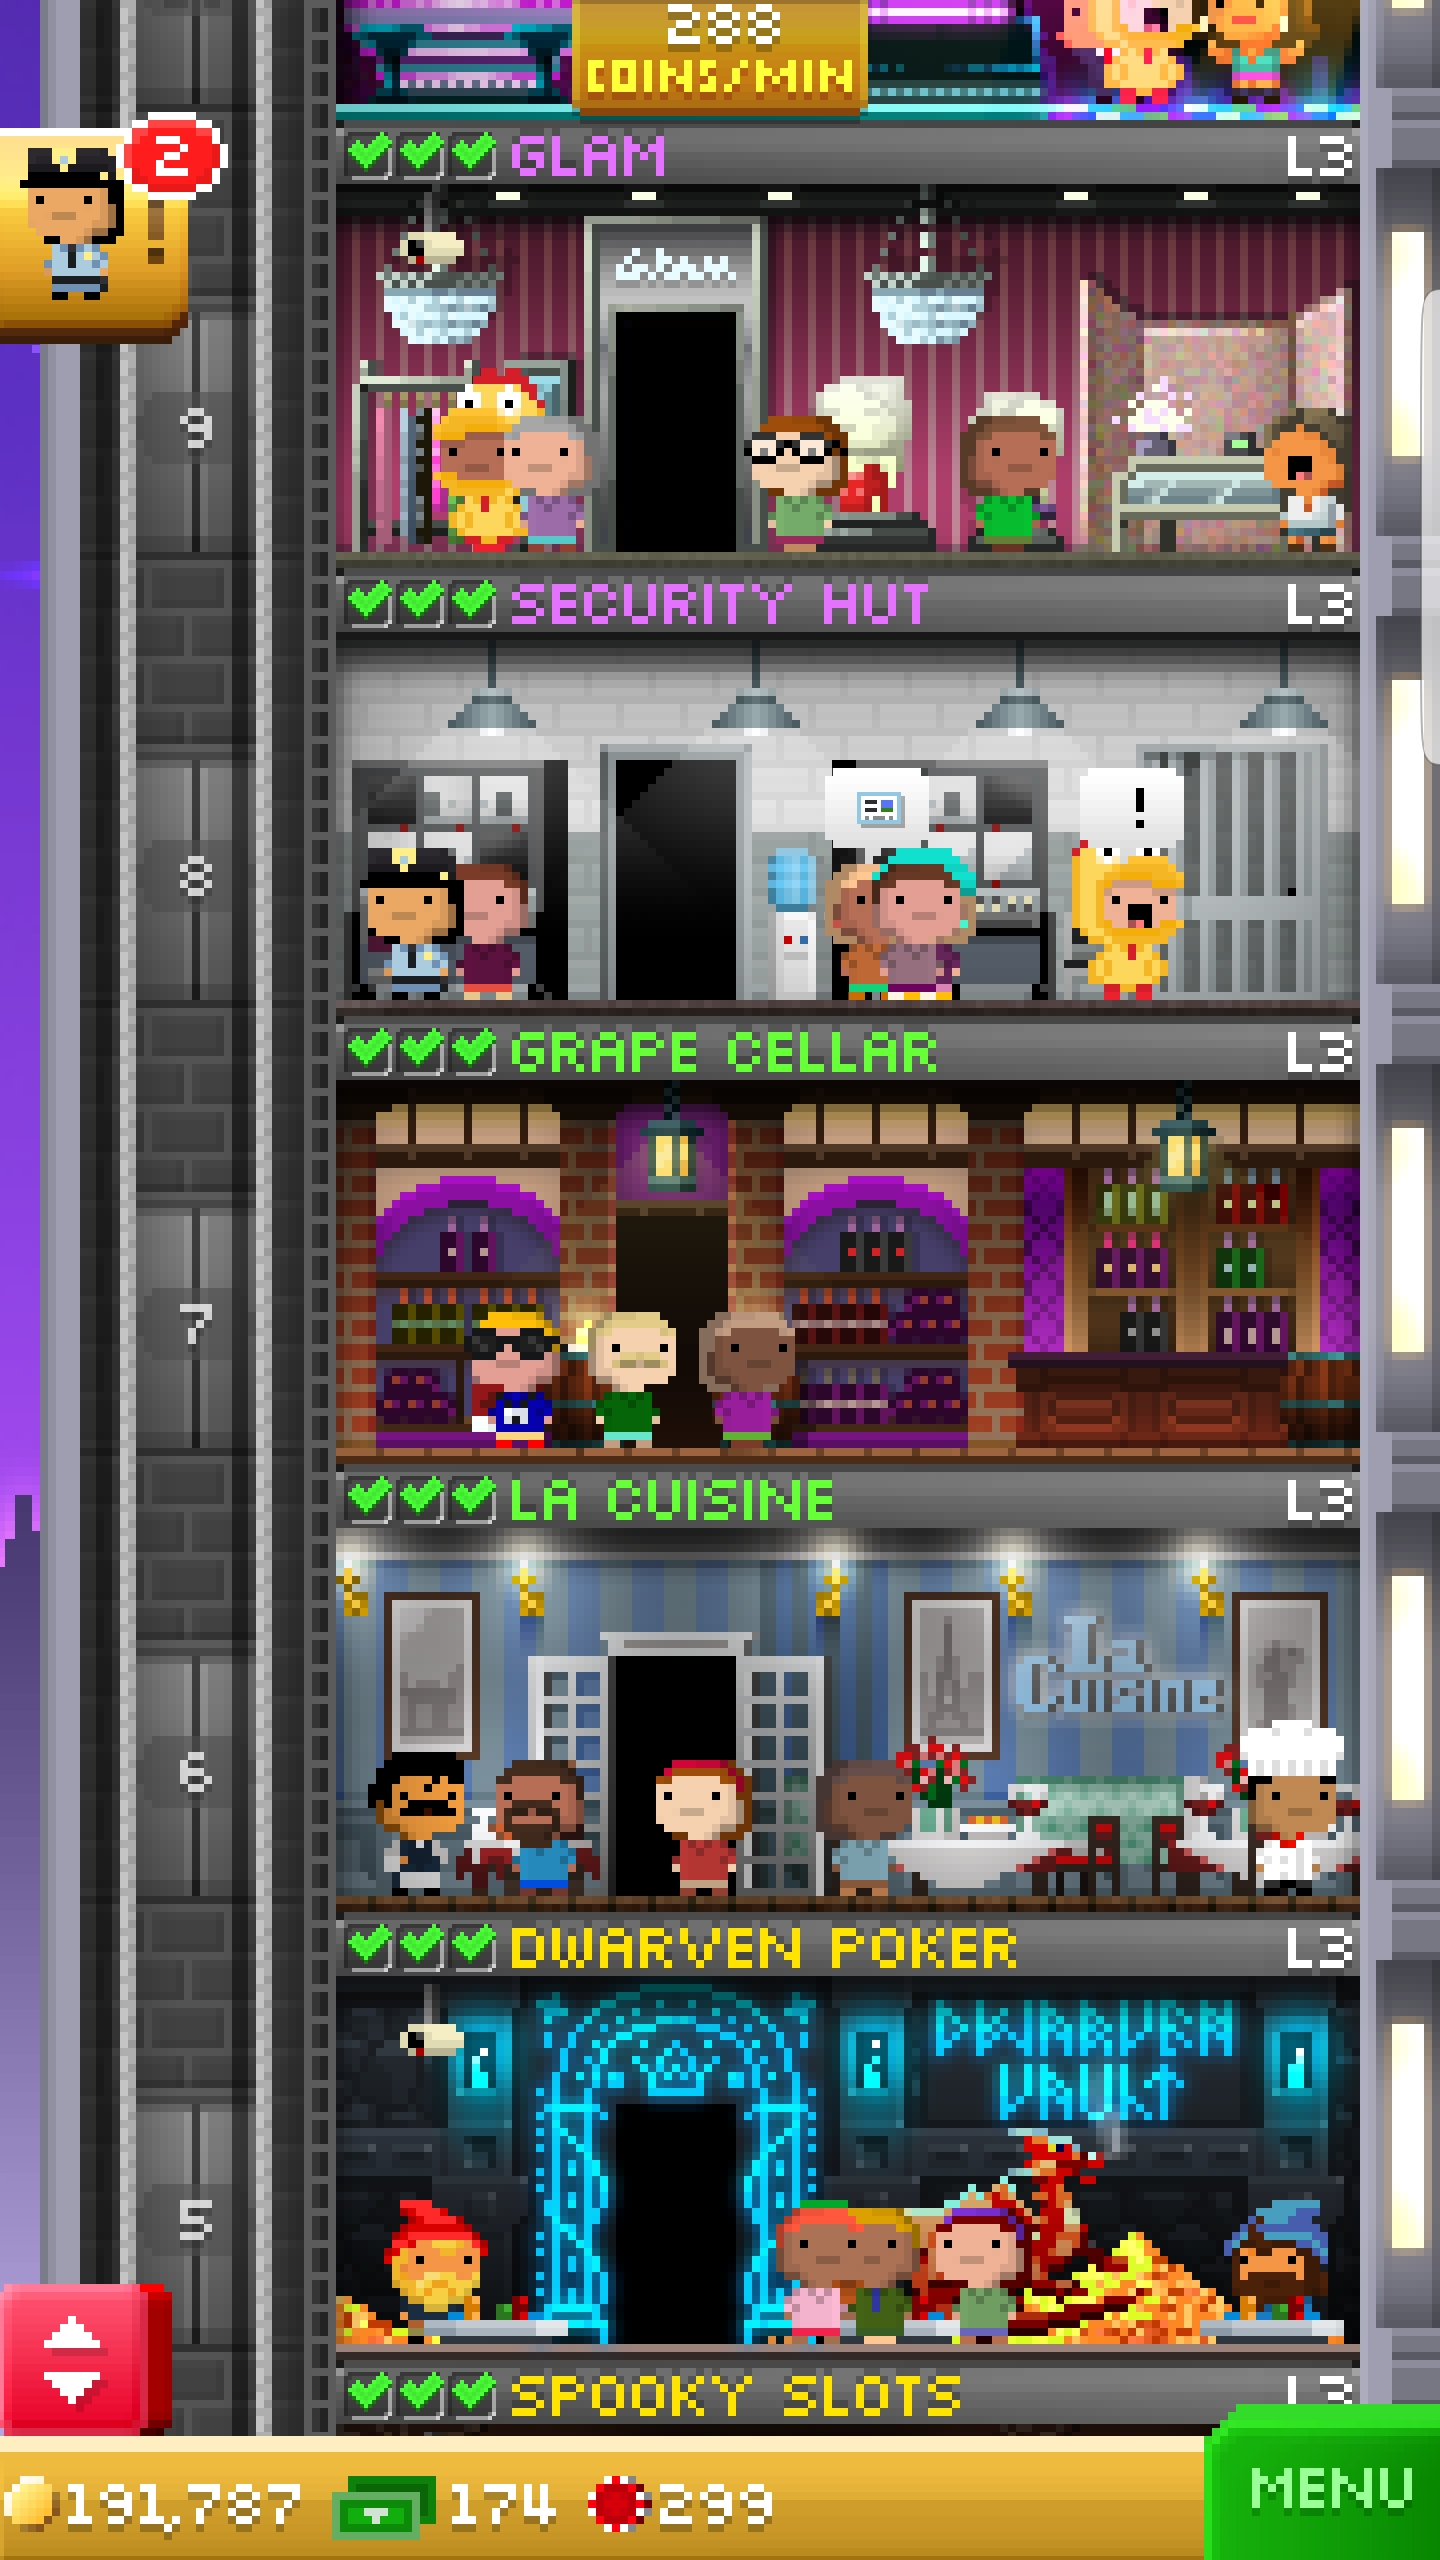 288
COINS/MIN
GLAM L3
2
!
Glam
9
SECURITY HUT L3
!
8
GRAPE CELLAR L3
7
LA CUISINE L3
La
Cuisine
6
DWARVEN POKER L3
DWARVEN
VAULT
5
SPOOKY SLOTS L3
191,787 174 299
MENU